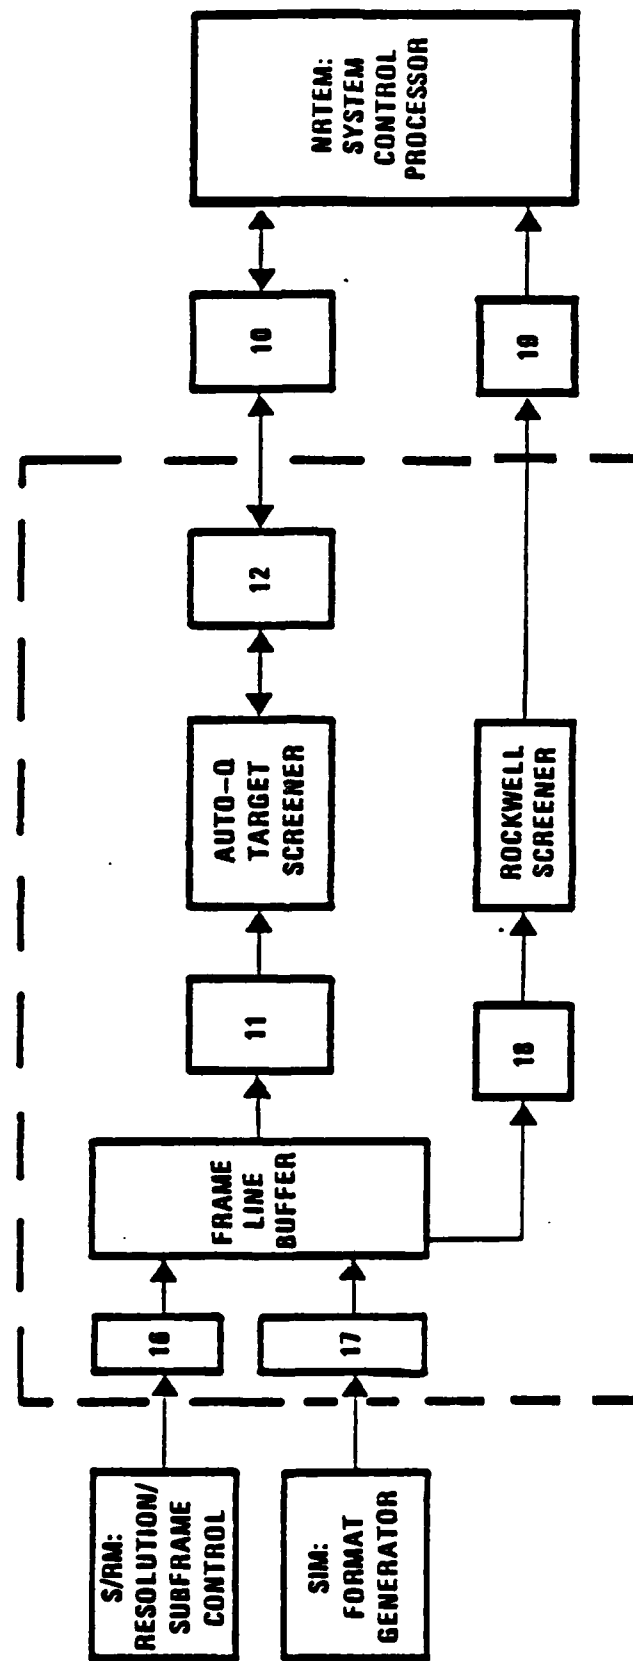 S/RM:
RESOLUTION/
SUBFRAME
CONTROL
SIM:
FORMAT
GENERATOR
16
17
FRAME
LINE
BUFFER
11
18
AUTO-Q
TARGET
SCREENER
ROCKWELL
SCREENER
12
10
19
NRTEM:
SYSTEM
CONTROL
PROCESSOR